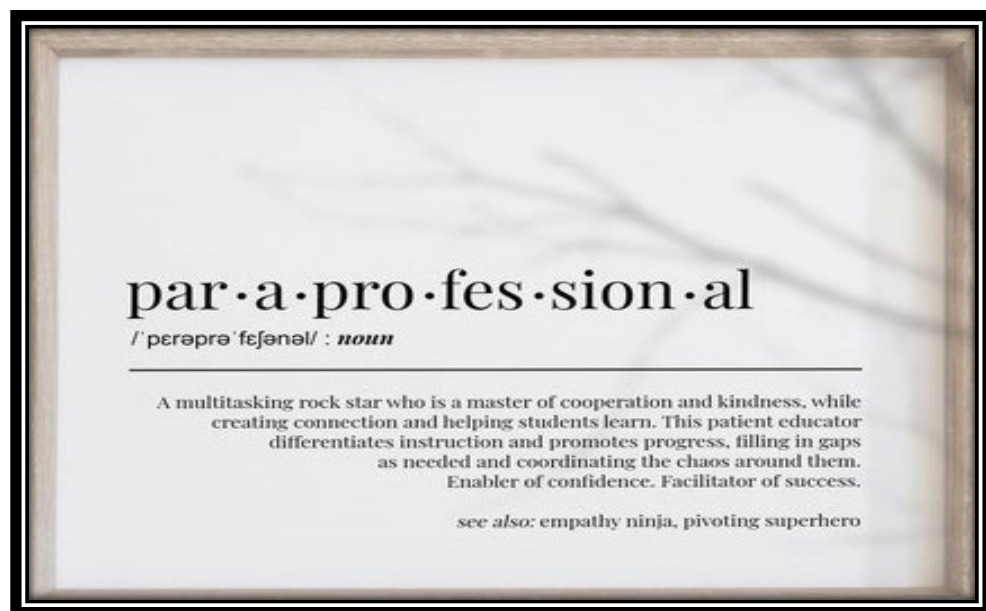 par·a·pro·fes·sion·al
/ˈpɛrəprəˈfɛʃənəl/ : noun
A multitasking rock star who is a master of cooperation and kindness, while
creating connection and helping students learn. This patient educator
differentiates instruction and promotes progress, filling in gaps
as needed and coordinating the chaos around them.
Enabler of confidence. Facilitator of success.
see also: empathy ninja, pivoting superhero